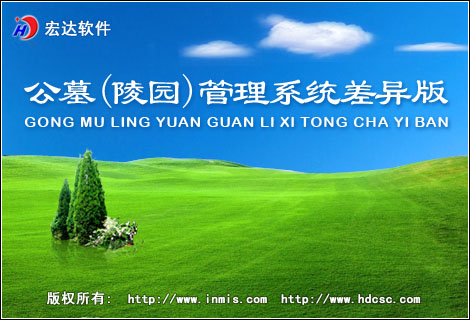 宏达软件
公墓(陵园)管理系统差异版
GONG MU LING YUAN GUAN LI XI TONG CHA YI BAN
版权所有: http://www.inmis.com http://www.hdcsc.com